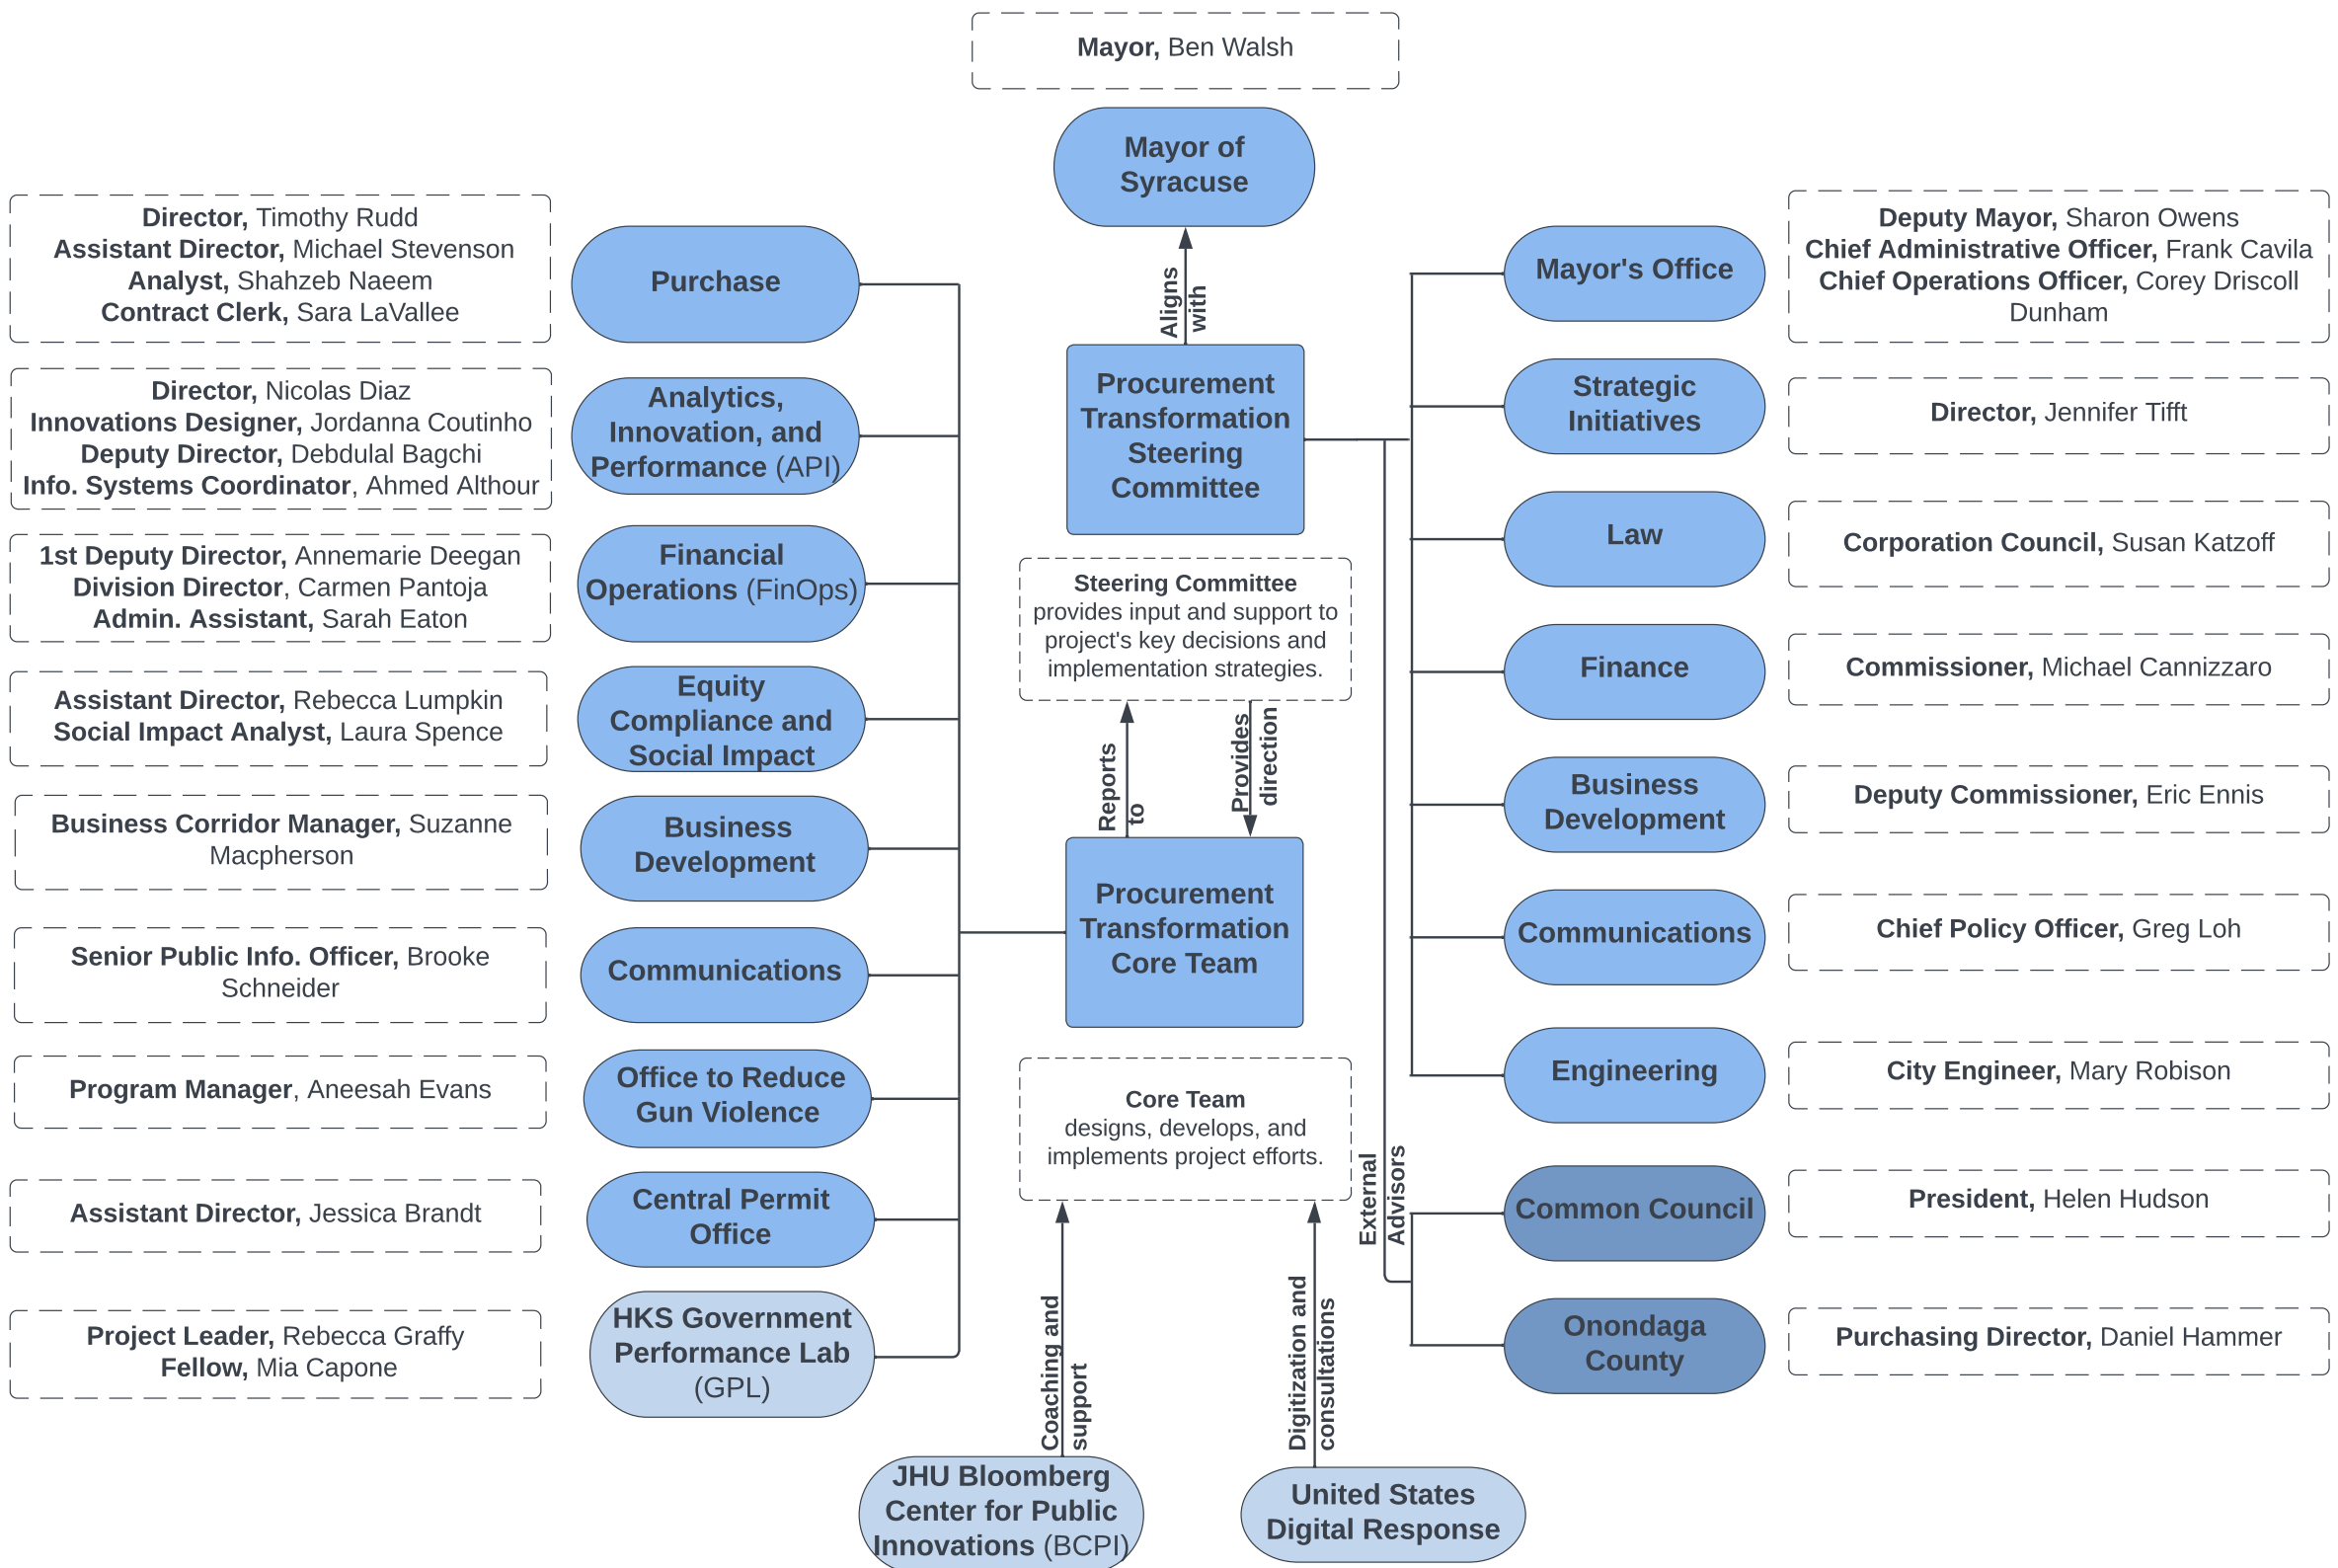 Mayor, Ben Walsh
Mayor of
Syracuse
Aligns
with
Procurement
Transformation
Steering
Committee
Steering Committee
provides input and support to
project's key decisions and
implementation strategies.
Reports
to
Provides
direction
Procurement
Transformation
Core Team
Core Team
designs, develops, and
implements project efforts.
Coaching and
support
Digitization and
consultations
JHU Bloomberg
Center for Public
Innovations (BCPI)
United States
Digital Response
Director, Timothy Rudd
Assistant Director, Michael Stevenson
Analyst, Shahzeb Naeem
Contract Clerk, Sara LaVallee
Purchase
Director, Nicolas Diaz
Innovations Designer, Jordanna Coutinho
Deputy Director, Debdulal Bagchi
Info. Systems Coordinator, Ahmed Althour
Analytics,
Innovation, and
Performance (API)
1st Deputy Director, Annemarie Deegan
Division Director, Carmen Pantoja
Admin. Assistant, Sarah Eaton
Financial
Operations (FinOps)
Assistant Director, Rebecca Lumpkin
Social Impact Analyst, Laura Spence
Equity
Compliance and
Social Impact
Business Corridor Manager, Suzanne
Macpherson
Business
Development
Senior Public Info. Officer, Brooke
Schneider
Communications
Program Manager, Aneesah Evans
Office to Reduce
Gun Violence
Assistant Director, Jessica Brandt
Central Permit
Office
Project Leader, Rebecca Graffy
Fellow, Mia Capone
HKS Government
Performance Lab
(GPL)
Mayor's Office
Deputy Mayor, Sharon Owens
Chief Administrative Officer, Frank Cavila
Chief Operations Officer, Corey Driscoll
Dunham
Strategic
Initiatives
Director, Jennifer Tifft
Law
Corporation Council, Susan Katzoff
Finance
Commissioner, Michael Cannizzaro
Business
Development
Deputy Commissioner, Eric Ennis
Communications
Chief Policy Officer, Greg Loh
Engineering
City Engineer, Mary Robison
External
Advisors
Common Council
President, Helen Hudson
Onondaga
County
Purchasing Director, Daniel Hammer